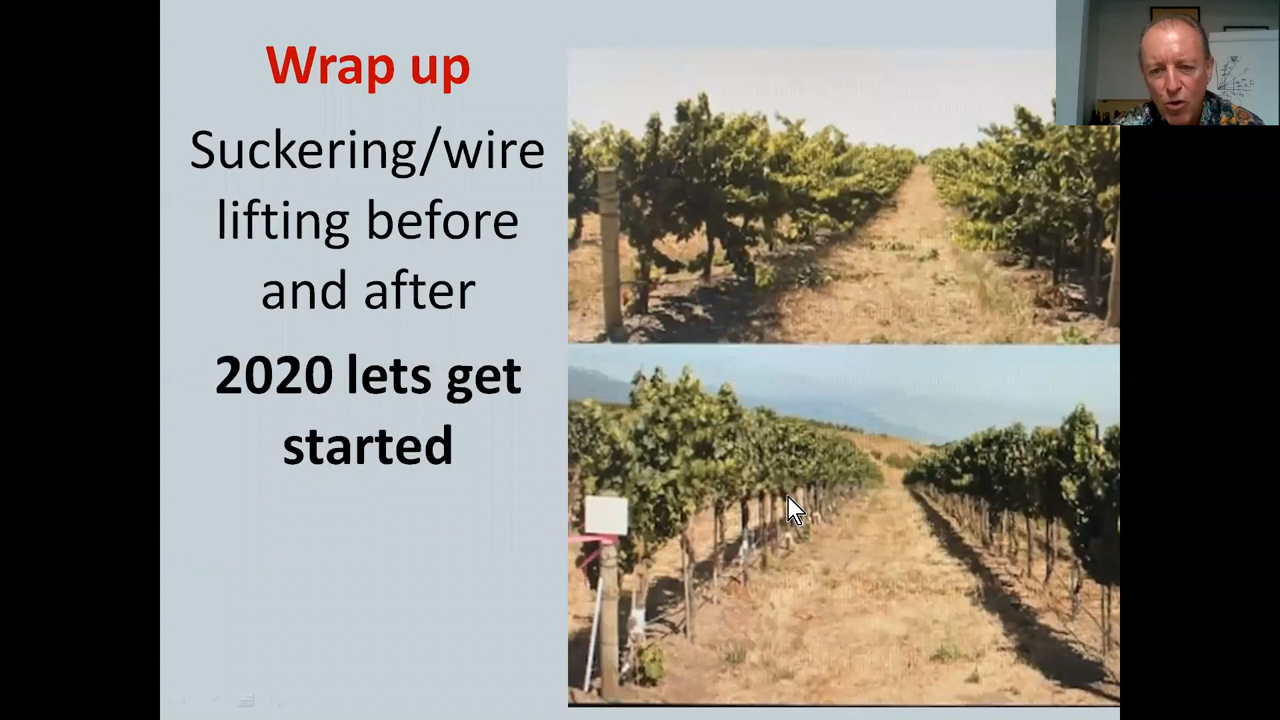 Wrap up
Suckering/wire
lifting before
and after
2020 lets get
started